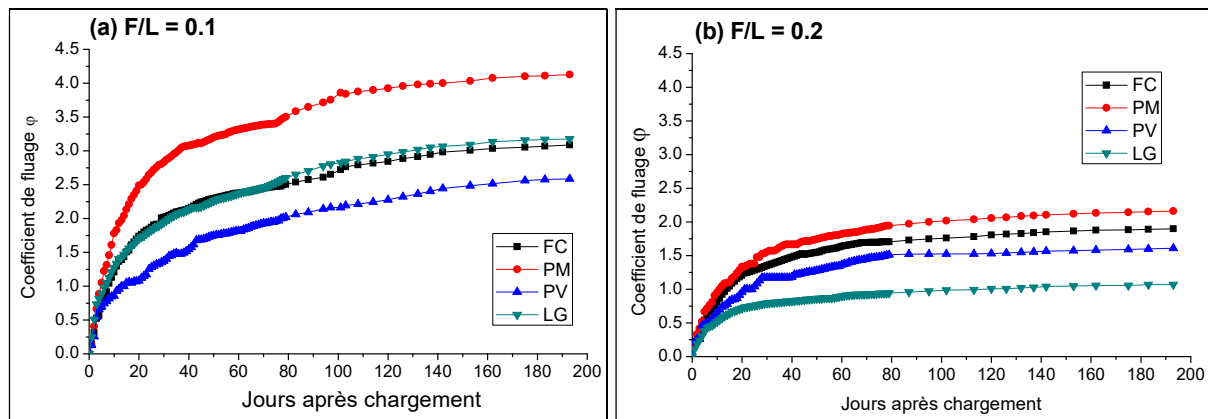 (a) F/L = 0.1
Coefficient de fluage φ
4.5
4.0
3.5
3.0
2.5
2.0
1.5
1.0
0.5
0.0
FC
PM
PV
LG
0 20 40 60 80 100 120 140 160 180 200
Jours après chargement
(b) F/L = 0.2
Coefficient de fluage φ
4.5
4.0
3.5
3.0
2.5
2.0
1.5
1.0
0.5
0.0
FC
PM
PV
LG
0 20 40 60 80 100 120 140 160 180 200
Jours après chargement